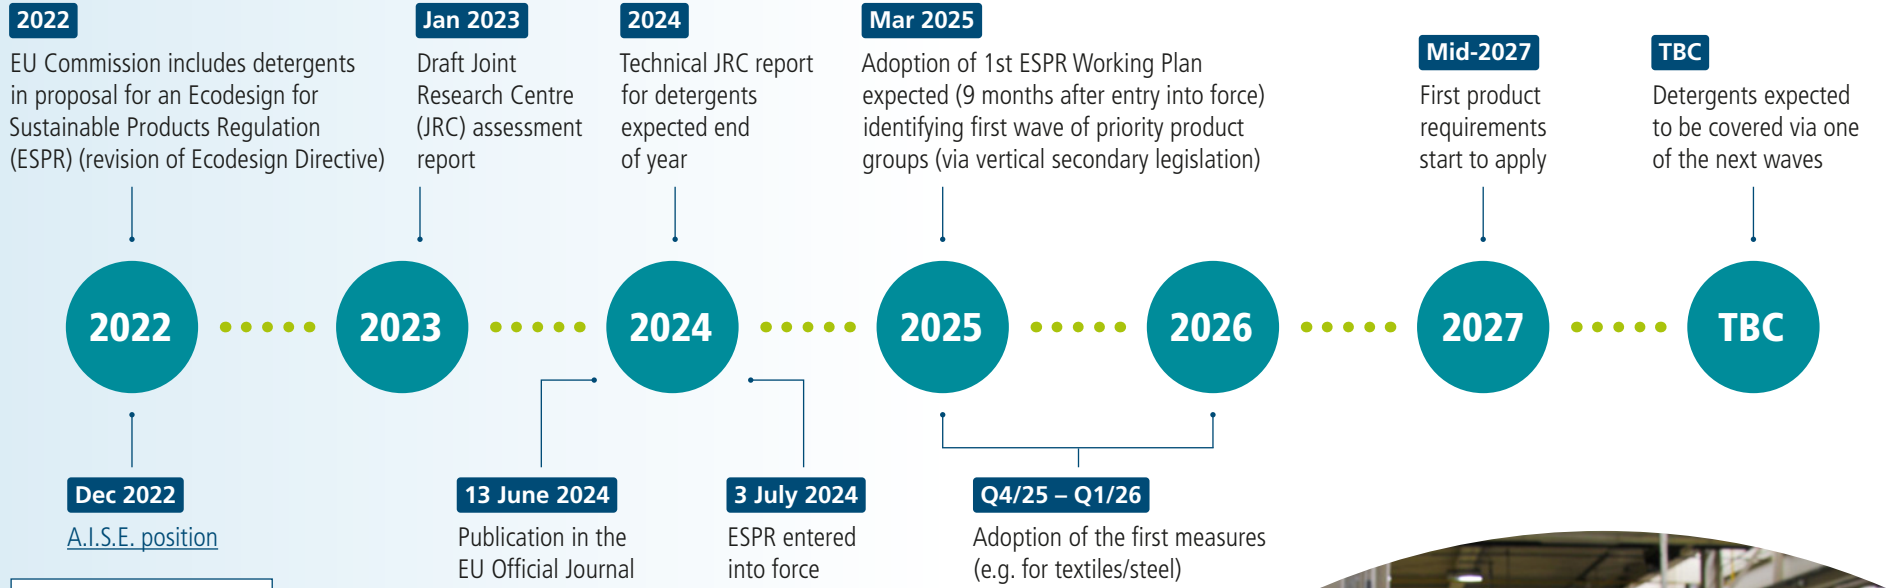 2022
EU Commission includes detergents
in proposal for an Ecodesign for
Sustainable Products Regulation
(ESPR) (revision of Ecodesign Directive)
Jan 2023
Draft Joint
Research Centre
(JRC) assessment
report
2024
Technical JRC report
for detergents
expected end
of year
Mar 2025
Adoption of 1st ESPR Working Plan
expected (9 months after entry into force)
identifying first wave of priority product
groups (via vertical secondary legislation)
Mid-2027
First product
requirements
start to apply
TBC
Detergents expected
to be covered via one
of the next waves
2022
2023
2024
2025
2026
2027
TBC
Dec 2022
A.I.S.E. position
13 June 2024
Publication in the
EU Official Journal
3 July 2024
ESPR entered
into force
Q4/25 – Q1/26
Adoption of the first measures
(e.g. for textiles/steel)